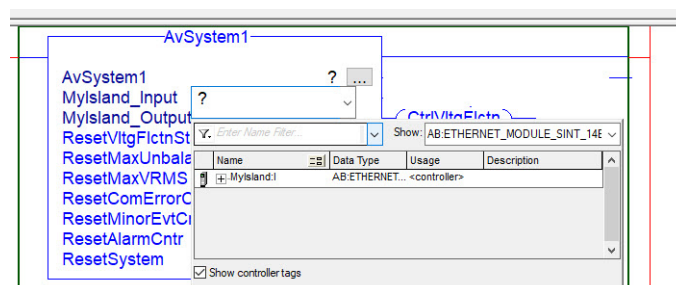 AvSystem1
AvSystem1 ? ...
MyIsland_Input ?
MyIsland_Output
CtrlVltgFlctn
ResetVltgFlctnSt
Enter Name Filter... Show: AB:ETHERNET_MODULE_SINT_14E
ResetMaxUnbala
Name Data Type Usage Description
ResetMaxVRMS
MyIsland:I AB:ETHERNET... <controller>
ResetComErrorC
ResetMinorEvtCr
ResetAlarmCntr
ResetSystem
Show controller tags